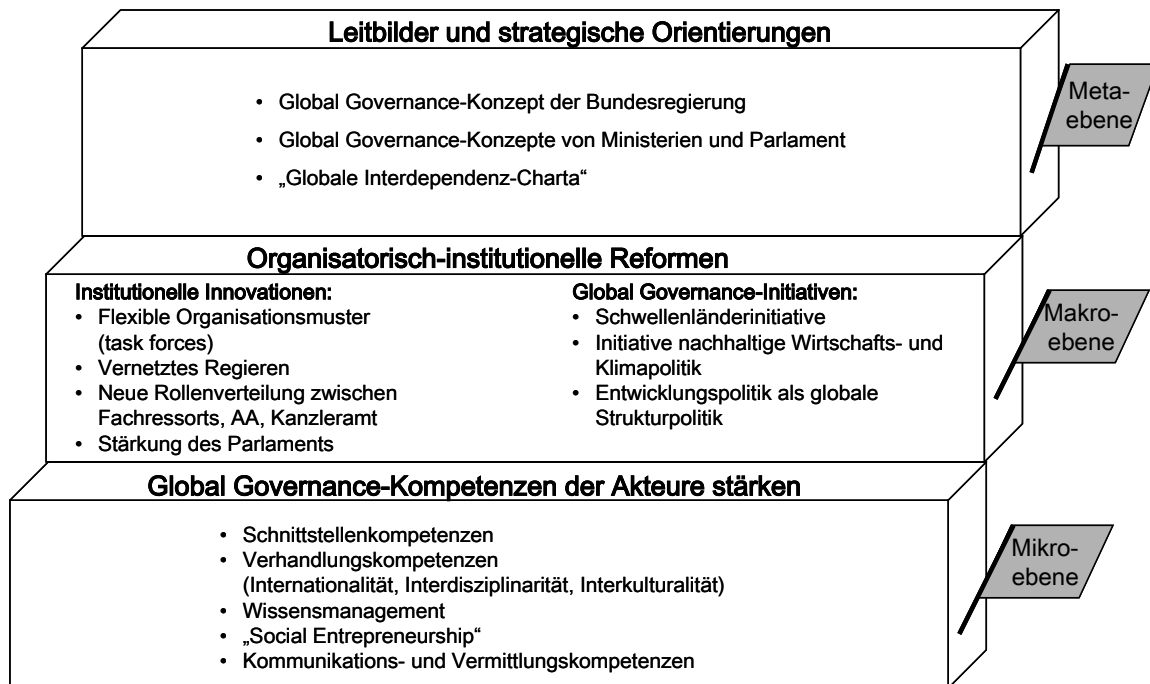 Leitbilder und strategische Orientierungen
• Global Governance-Konzept der Bundesregierung
• Global Governance-Konzepte von Ministerien und Parlament
• „Globale Interdependenz-Charta“
Meta-
ebene
Organisatorisch-institutionelle Reformen
Institutionelle Innovationen:
• Flexible Organisationsmuster
(task forces)
• Vernetztes Regieren
• Neue Rollenverteilung zwischen
Fachressorts, AA, Kanzleramt
• Stärkung des Parlaments
Global Governance-Initiativen:
• Schwellenländerinitiative
• Initiative nachhaltige Wirtschafts- und
Klimapolitik
• Entwicklungspolitik als globale
Strukturpolitik
Makro-
ebene
Global Governance-Kompetenzen der Akteure stärken
• Schnittstellenkompetenzen
• Verhandlungskompetenzen
(Internationalität, Interdisziplinarität, Interkulturalität)
• Wissensmanagement
• „Social Entrepreneurship“
• Kommunikations- und Vermittlungskompetenzen
Mikro-
ebene